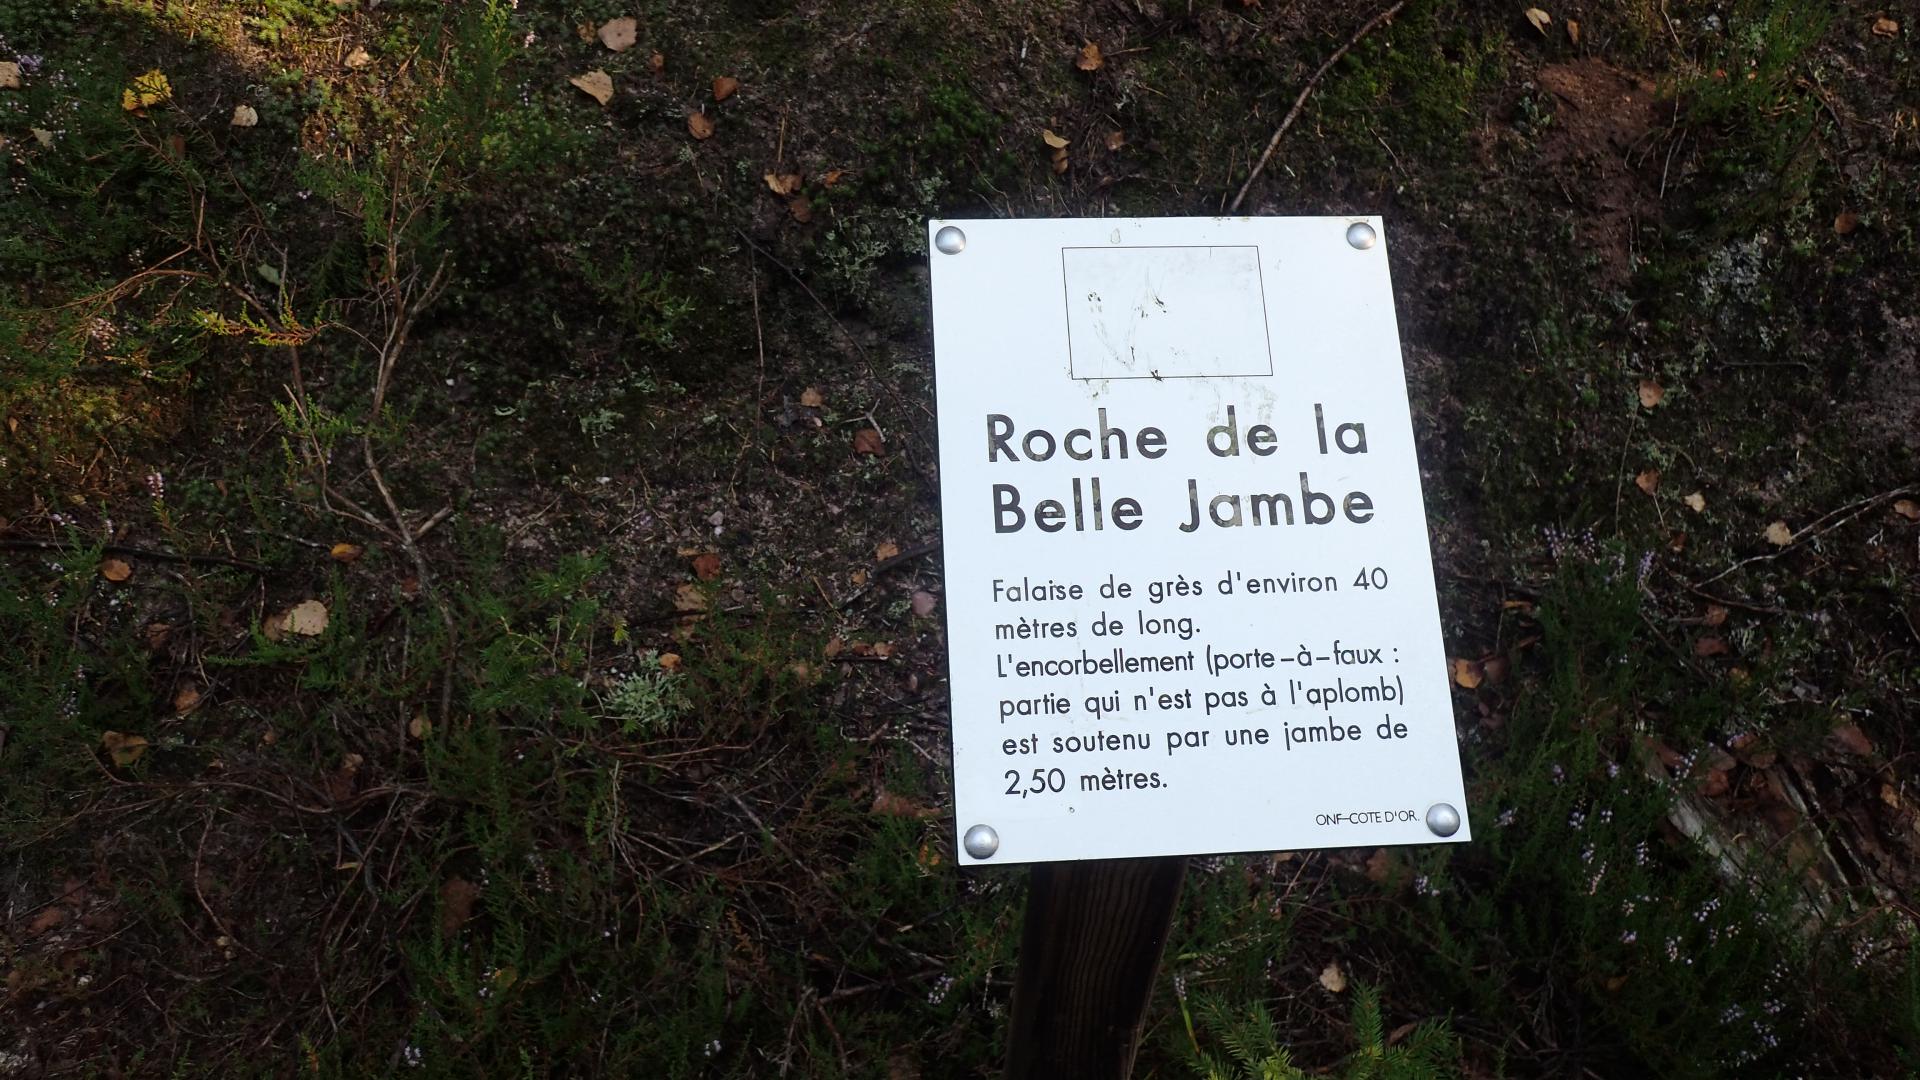 Roche de la
Belle Jambe
Falaise de grès d'environ 40
mètres de long.
L'encorbellement (porte-à-faux :
partie qui n'est pas à l'aplomb)
est soutenu par une jambe de
2,50 mètres.
ONF-COTE D'OR.